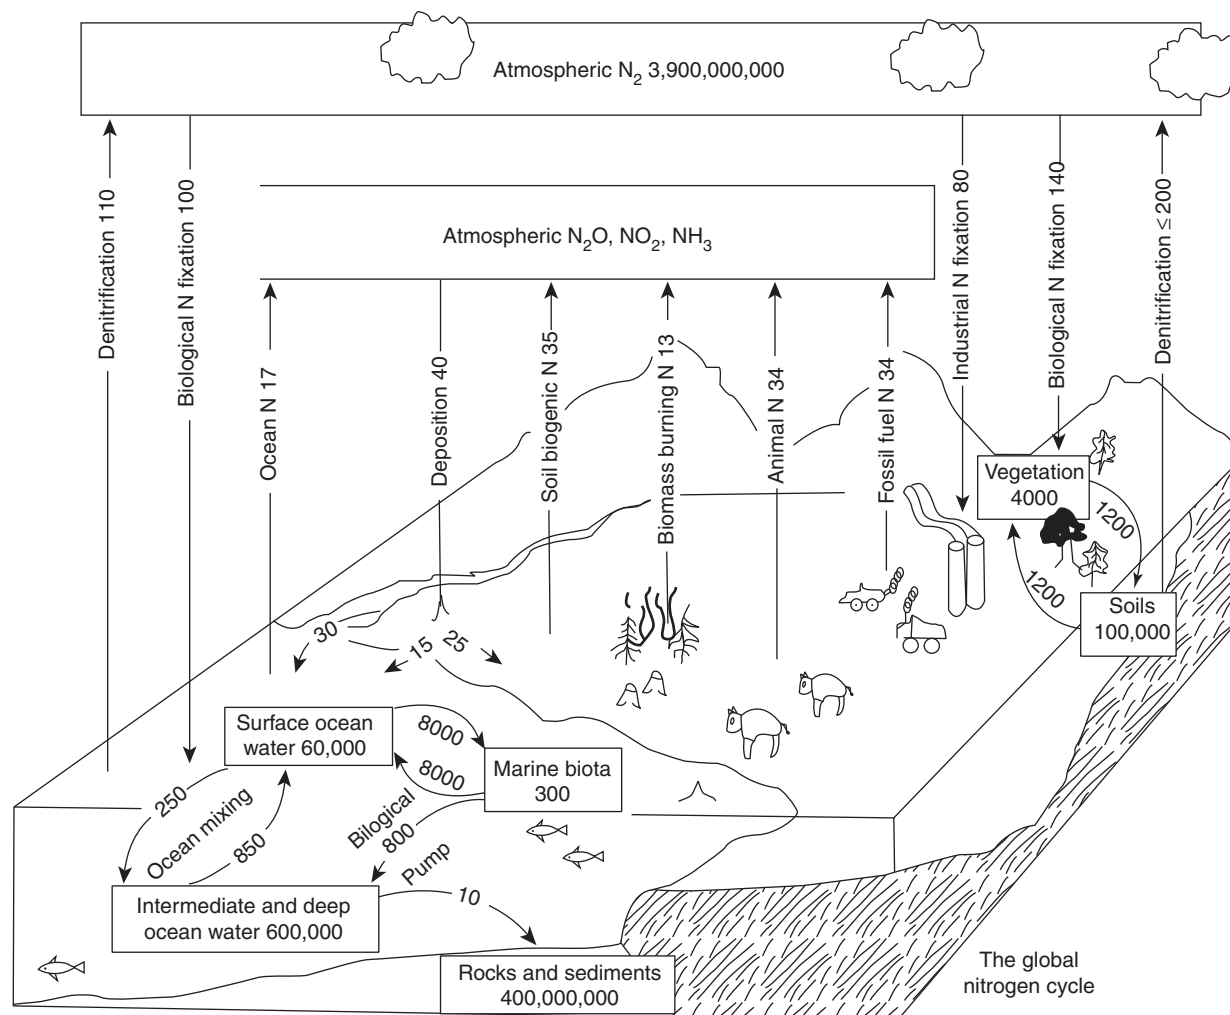 Atmospheric N2 3,900,000,000
Atmospheric N2O, NO2, NH3
Denitrification 110
Biological N fixation 100
Ocean N 17
Deposition 40
Soil biogenic N 35
Biomass burning N 13
Animal N 34
Fossil fuel N 34
Industrial N fixation 80
Biological N fixation 140
Denitrification ≤ 200
Vegetation
4000
1200
1200
Soils
100,000
30
15
25
Surface ocean
water 60,000
8000
8000
Marine biota
300
250
Ocean mixing
850
Bilogical
800
Pump
10
Intermediate and deep
ocean water 600,000
Rocks and sediments
400,000,000
The global
nitrogen cycle